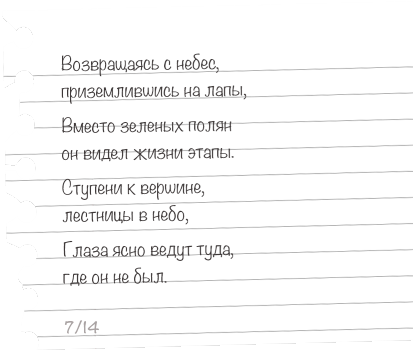 Возвращаясь с небес,
приземлившись на лапы,
Вместо зеленых полян
он видел жизни этапы.
Ступени к вершине,
лестницы в небо,
Глаза ясно ведут туда,
где он не был.
7/14